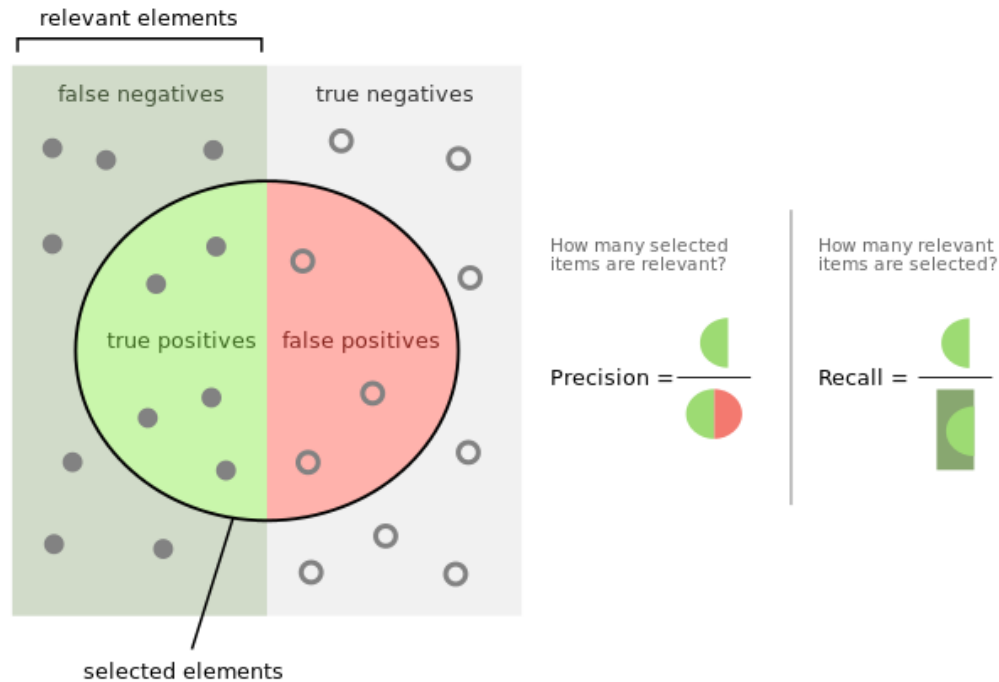 relevant elements
false negatives
true negatives
true positives
false positives
selected elements
How many selected
items are relevant?
Precision =
How many relevant
items are selected?
Recall =